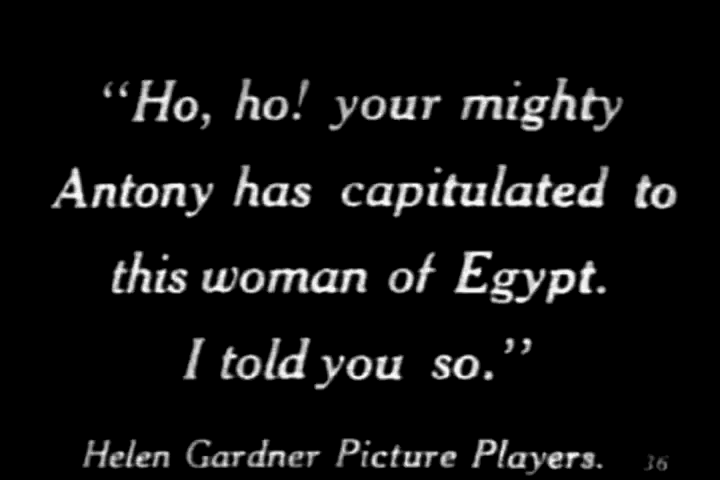 “Ho, ho! your mighty
Antony has capitulated to
this woman of Egypt.
I told you so.”
Helen Gardner Picture Players. 36